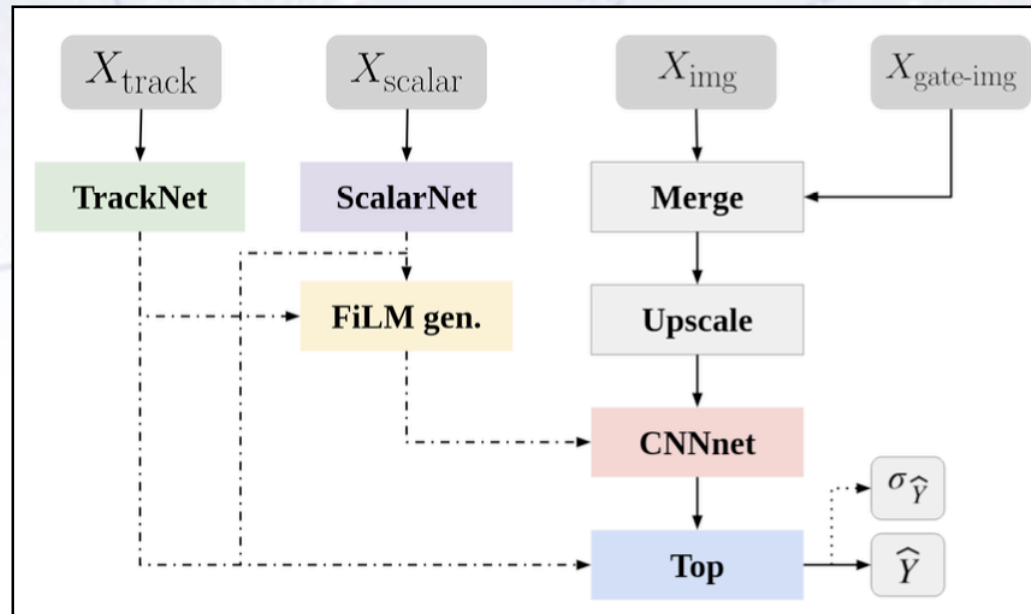 X_track X_scalar X_img X_gate-img
TrackNet ScalarNet Merge
FiLM gen. Upscale
CNNnet
σ_Ŷ
Top Ŷ